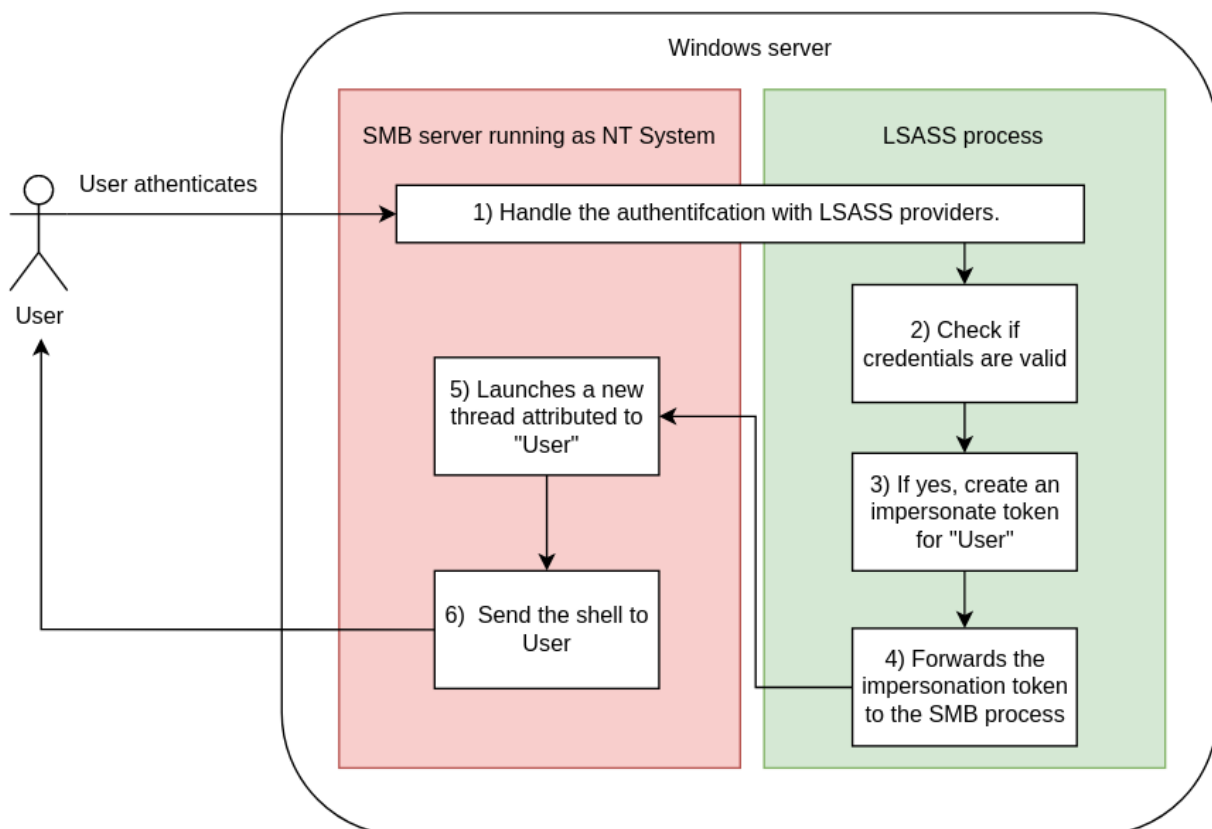 Windows server
SMB server running as NT System
LSASS process
User athenticates
1) Handle the authentifcation with LSASS providers.
User
2) Check if
credentials are valid
5) Launches a new
thread attributed to
"User"
3) If yes, create an
impersonate token
for "User"
6) Send the shell to
User
4) Forwards the
impersonation token
to the SMB process